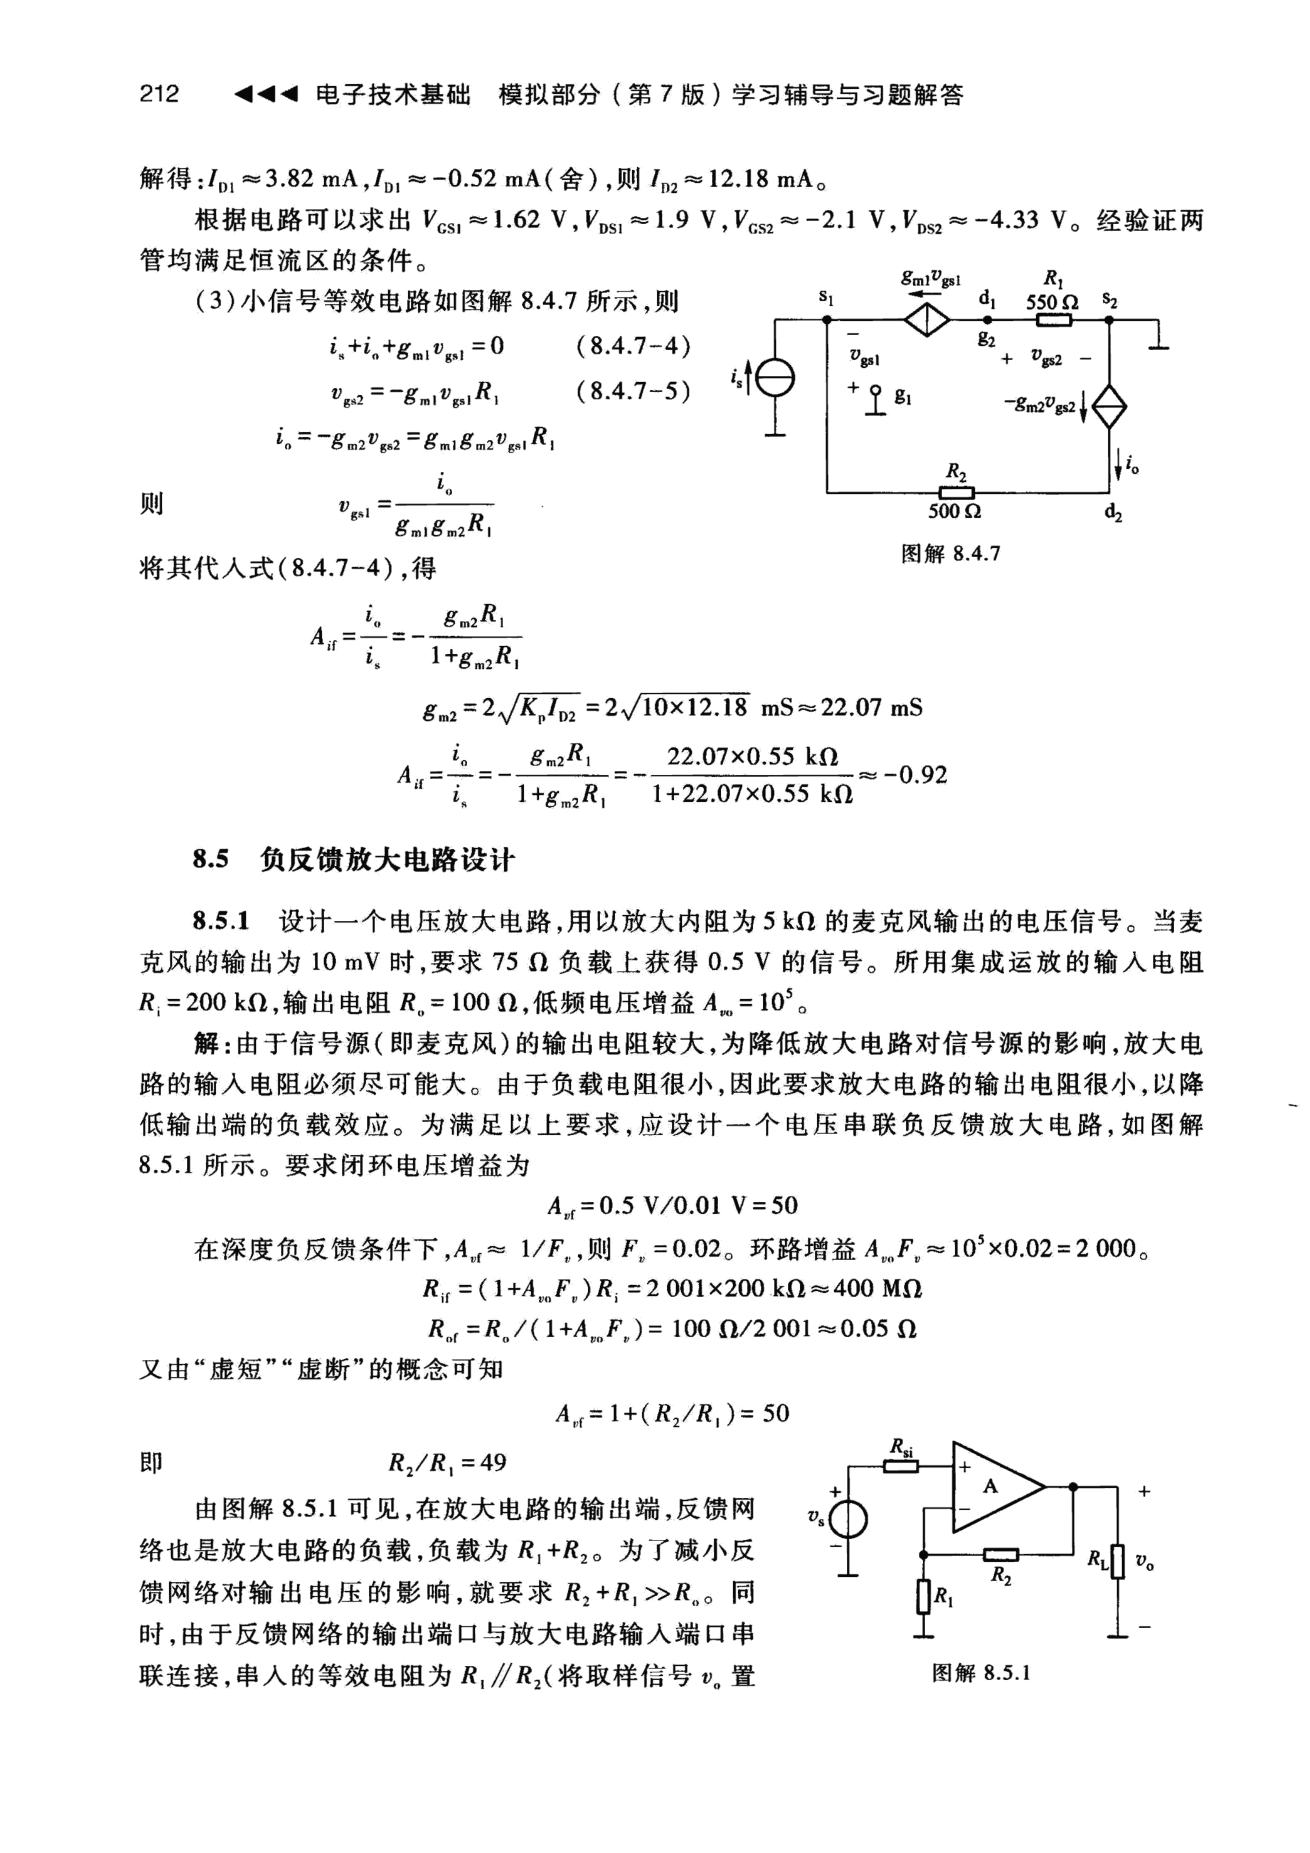 212 ◀◀◀ 电子技术基础 模拟部分(第7版)学习辅导与习题解答
解得:I_D1≈3.82 mA,I_D1≈-0.52 mA(舍),则 I_D2≈12.18 mA。
根据电路可以求出 V_GS1≈1.62 V,V_DS1≈1.9 V,V_GS2≈-2.1 V,V_DS2≈-4.33 V。经验证两
管均满足恒流区的条件。
(3)小信号等效电路如图解 8.4.7 所示,则
i_s+i_o+g_m1v_gs1=0 (8.4.7-4)
v_gs2=-g_m1v_gs1R_1 (8.4.7-5)
i_o=-g_m2v_gs2=g_m1g_m2v_gs1R_1
则 v_gs1=i_o/(g_m1g_m2R_1)
将其代入式(8.4.7-4),得
s_1
g_m1v_gs1
d_1
R_1
550 Ω
s_2
g_2
- v_gs1 +
g_1
+ v_gs2 -
i_s
-g_m2v_gs2
i_o
R_2
500 Ω
d_2
图解 8.4.7
A_if=i_o/i_s=-g_m2R_1/(1+g_m2R_1)
g_m2=2√(K_pI_D2)=2√(10×12.18) mS≈22.07 mS
A_if=i_o/i_s=-g_m2R_1/(1+g_m2R_1)=-(22.07×0.55 kΩ)/(1+22.07×0.55 kΩ)≈-0.92
8.5 负反馈放大电路设计
8.5.1 设计一个电压放大电路,用以放大内阻为 5 kΩ 的麦克风输出的电压信号。当麦
克风的输出为 10 mV 时,要求 75 Ω 负载上获得 0.5 V 的信号。所用集成运放的输入电阻
R_i=200 kΩ,输出电阻 R_o=100 Ω,低频电压增益 A_vo=10^5。
解:由于信号源(即麦克风)的输出电阻较大,为降低放大电路对信号源的影响,放大电
路的输入电阻必须尽可能大。由于负载电阻很小,因此要求放大电路的输出电阻很小,以降
低输出端的负载效应。为满足以上要求,应设计一个电压串联负反馈放大电路,如图解
8.5.1 所示。要求闭环电压增益为
A_vf=0.5 V/0.01 V=50
在深度负反馈条件下,A_vf≈ 1/F_v,则 F_v=0.02。环路增益 A_voF_v≈10^5×0.02=2 000。
R_if=(1+A_voF_v)R_i=2 001×200 kΩ≈400 MΩ
R_of=R_o/(1+A_voF_v)= 100 Ω/2 001≈0.05 Ω
又由“虚短”“虚断”的概念可知
A_vf=1+(R_2/R_1)= 50
即 R_2/R_1=49
由图解 8.5.1 可见,在放大电路的输出端,反馈网
络也是放大电路的负载,负载为 R_1+R_2。为了减小反
馈网络对输出电压的影响,就要求 R_2+R_1≫R_o。同
时,由于反馈网络的输出端口与放大电路输入端口串
联连接,串入的等效电阻为 R_1∥R_2(将取样信号 v_o 置
R_si
+
A
-
+
v_s
-
R_2
R_1
R_L
+
v_o
-
图解 8.5.1